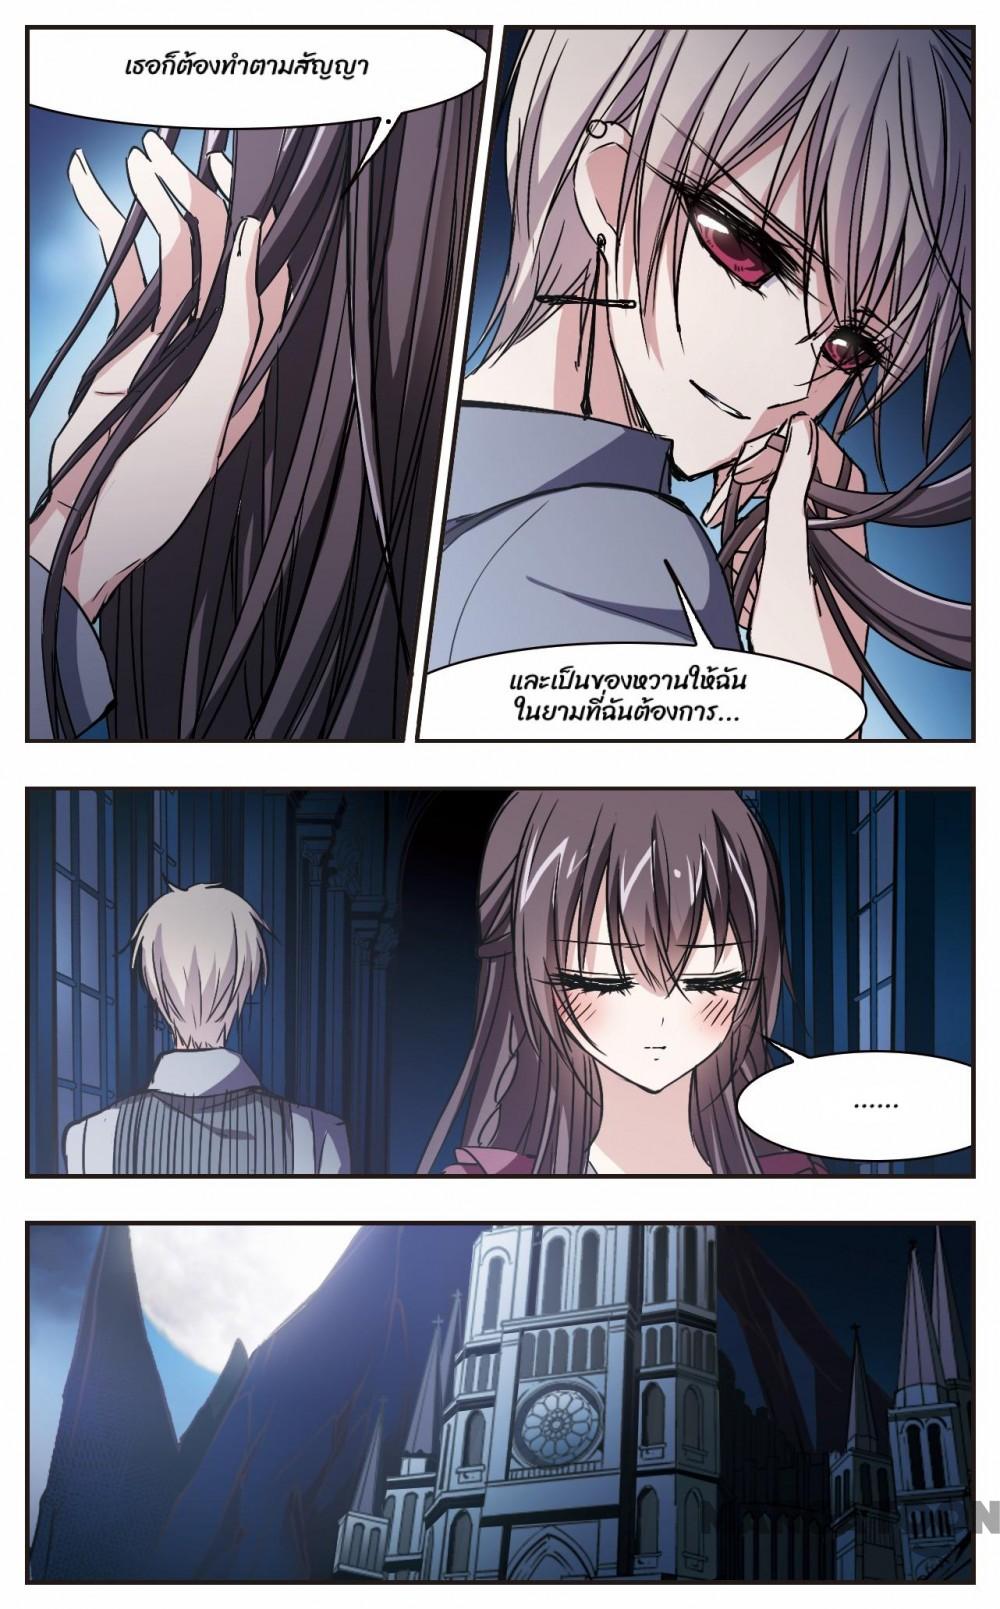 เธอก็ต้องทำตามสัญญา
และเป็นของหวานให้ฉัน
ในยามที่ฉันต้องการ...
......